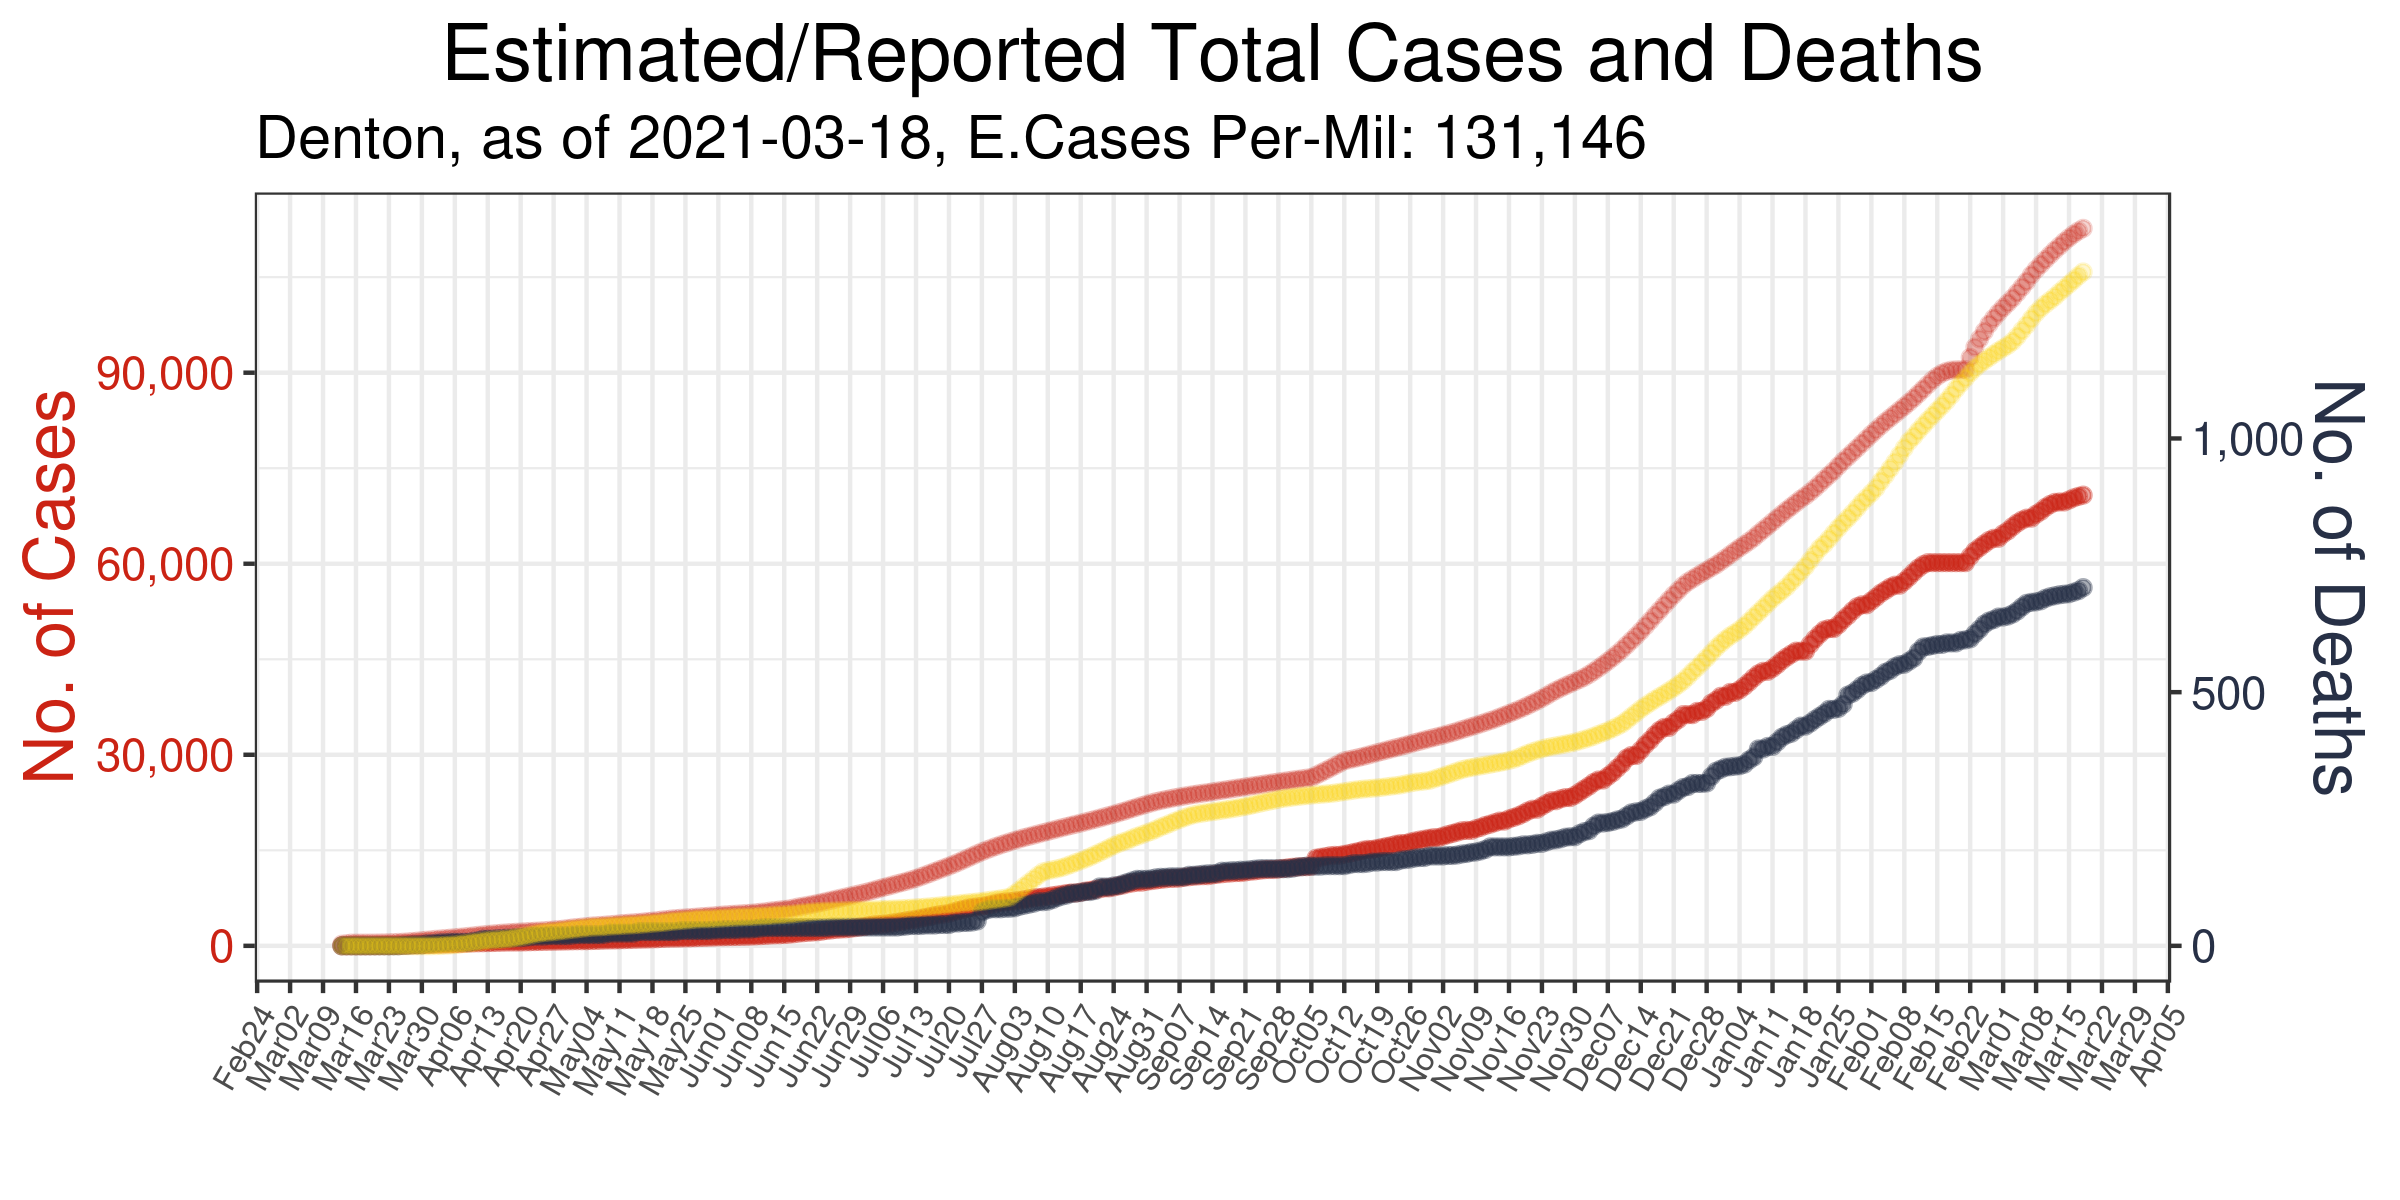 Estimated/Reported Total Cases and Deaths
Denton, as of 2021-03-18, E.Cases Per-Mil: 131,146
No. of Cases
90,000
60,000
30,000
0
1,000
500
0
No. of Deaths
Feb24
Mar02
Mar09
Mar16
Mar23
Mar30
Apr06
Apr13
Apr20
Apr27
May04
May11
May18
May25
Jun01
Jun08
Jun15
Jun22
Jun29
Jul06
Jul13
Jul20
Jul27
Aug03
Aug10
Aug17
Aug24
Aug31
Sep07
Sep14
Sep21
Sep28
Oct05
Oct12
Oct19
Oct26
Nov02
Nov09
Nov16
Nov23
Nov30
Dec07
Dec14
Dec21
Dec28
Jan04
Jan11
Jan18
Jan25
Feb01
Feb08
Feb15
Feb22
Mar01
Mar08
Mar15
Mar22
Mar29
Apr05